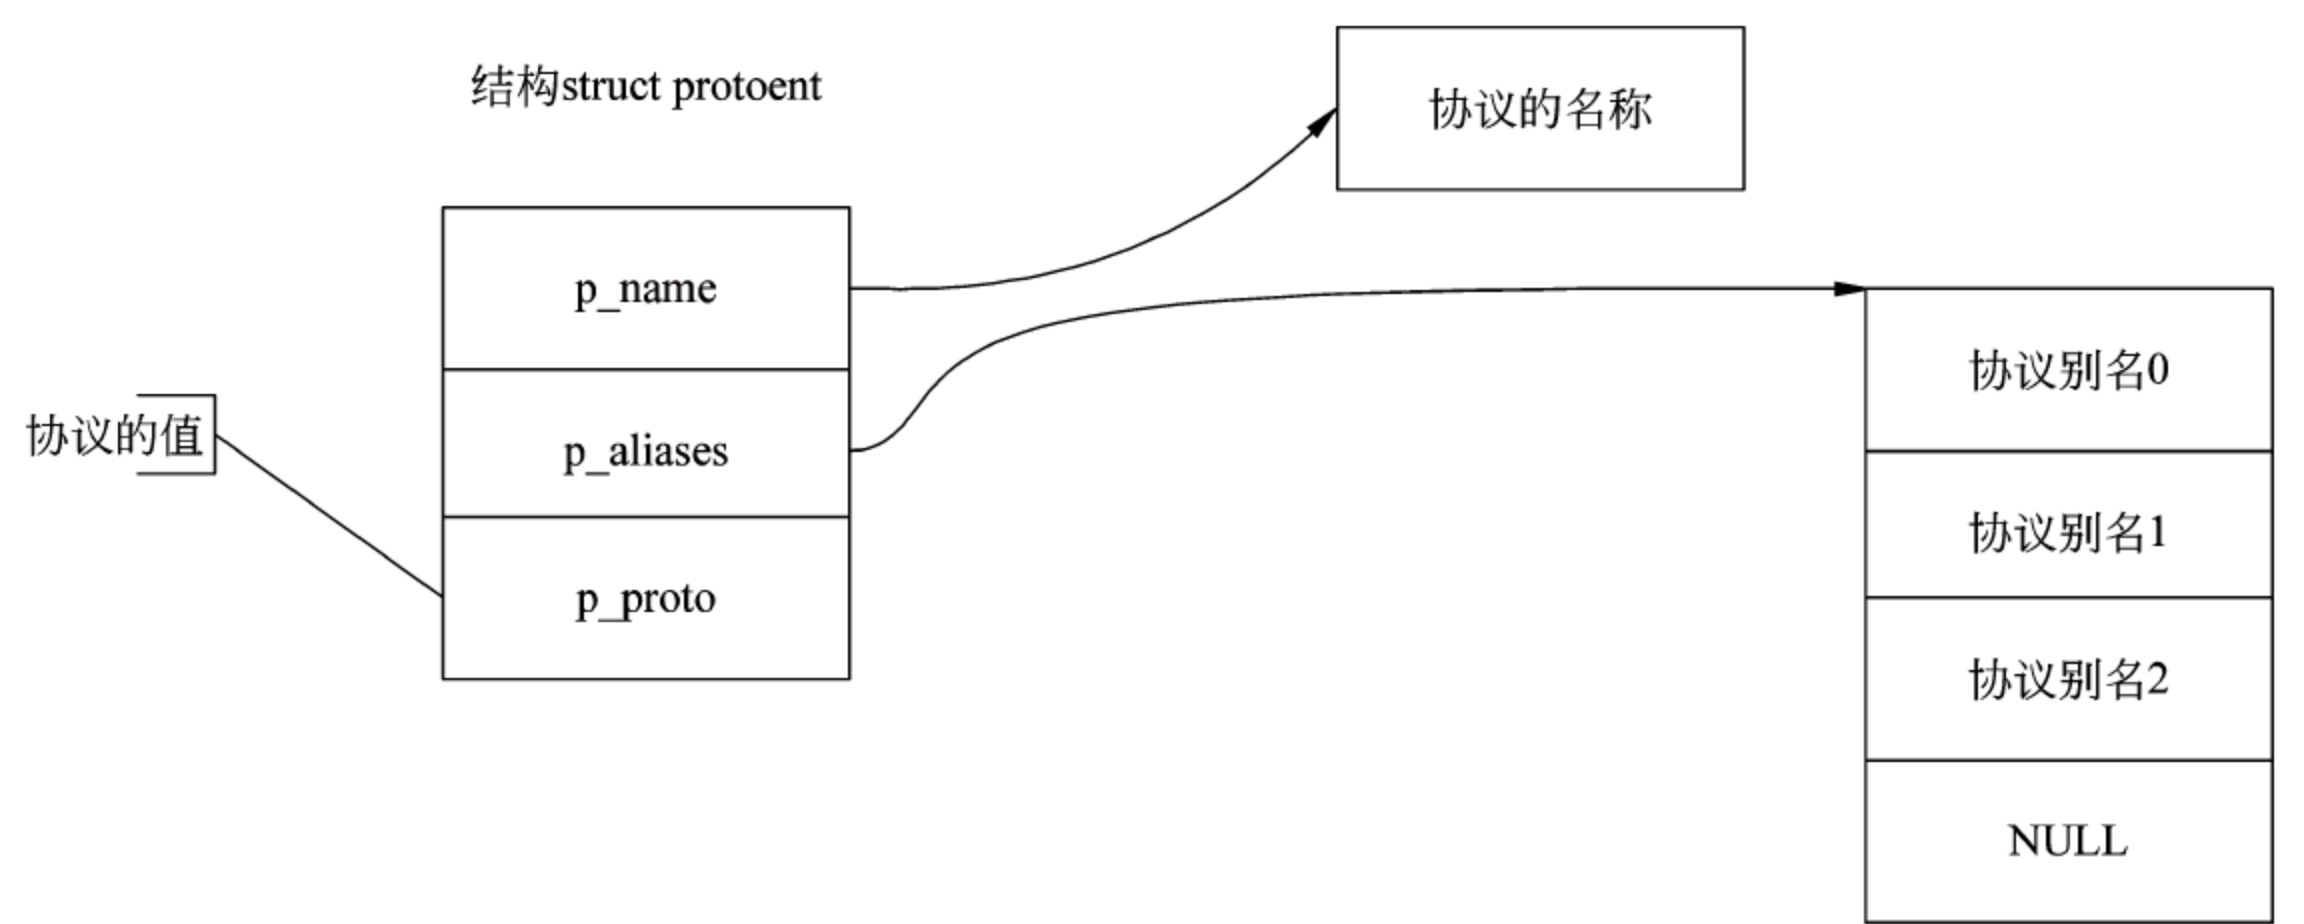 结构struct protoent
协议的名称
p_name
协议的值
p_aliases
p_proto
协议别名0
协议别名1
协议别名2
NULL